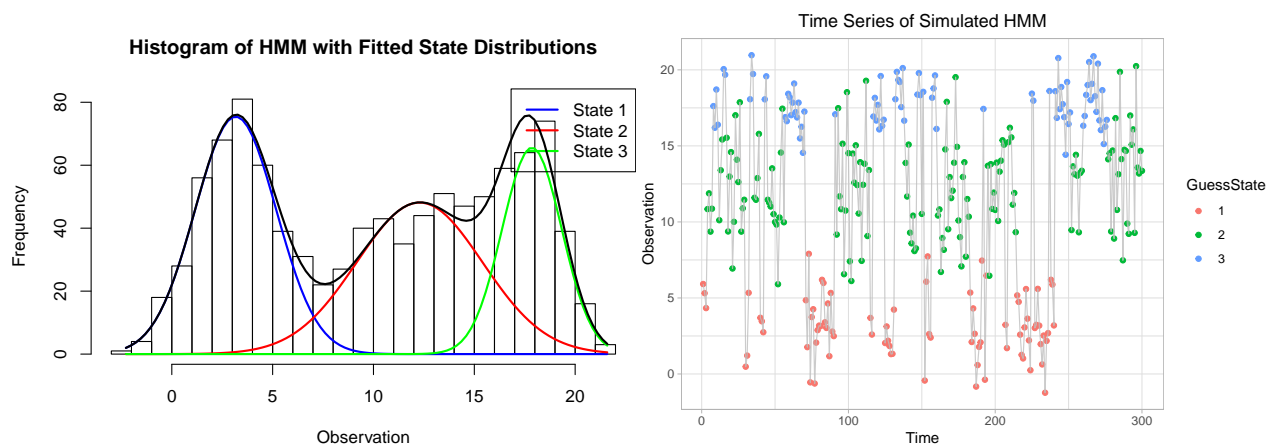 Histogram of HMM with Fitted State Distributions
Frequency
0
20
40
60
80
State 1
State 2
State 3
0 5 10 15 20
Observation
Time Series of Simulated HMM
Observation
20
15
10
5
0
0 100 200 300
Time
GuessState
1
2
3